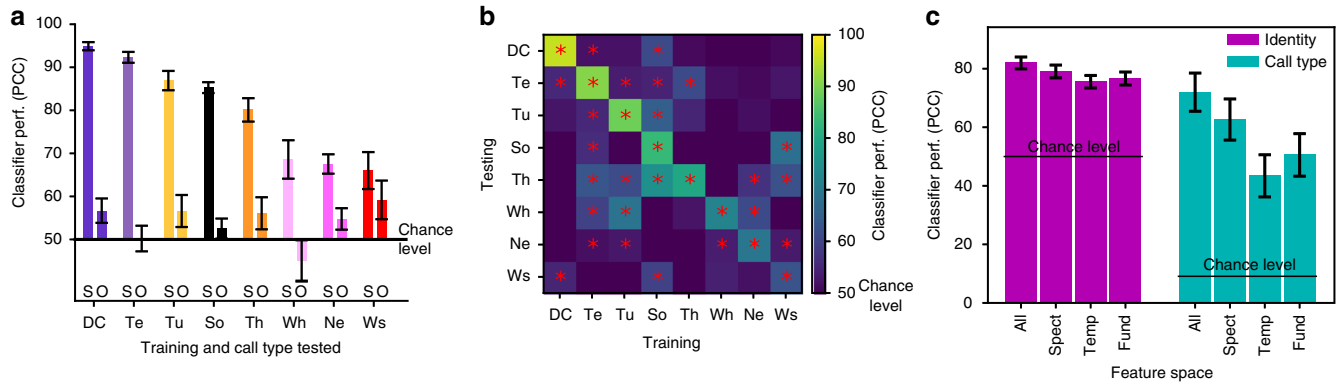 a
100
90
80
70
60
50
Classifier perf. (PCC)
Chance
level
S O S O S O S O S O S O S O S O
DC Te Tu So Th Wh Ne Ws
Training and call type tested
b
DC
Te
Tu
So
Th
Wh
Ne
Ws
Testing
* * *
* * * * *
* * *
* * *
* * * * * *
* * * *
* * * * *
* * *
DC Te Tu So Th Wh Ne Ws
Training
100
90
80
70
60
50
Classifier perf. (PCC)
Chance
level
c
Identity
Call type
80
60
40
20
0
Classifier perf. (PCC)
Chance level
Chance level
All Spect Temp Fund All Spect Temp Fund
Feature space